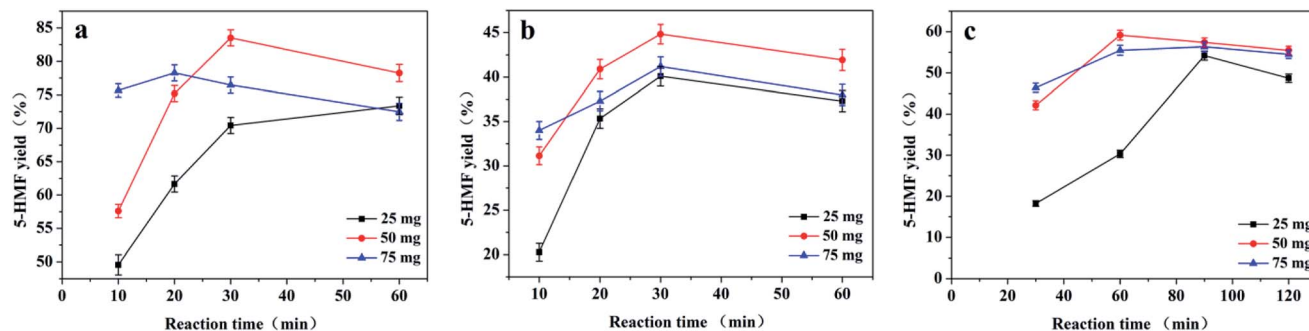 a
5-HMF yield（%）
85
80
75
70
65
60
55
50
25 mg
50 mg
75 mg
0 10 20 30 40 50 60
Reaction time（min）
b
5-HMF yield（%）
45
40
35
30
25
20
25 mg
50 mg
75 mg
10 20 30 40 50 60
Reaction time（min）
c
5-HMF yield（%）
60
50
40
30
20
10
0
25 mg
50 mg
75 mg
0 20 40 60 80 100 120
Reaction time（min）